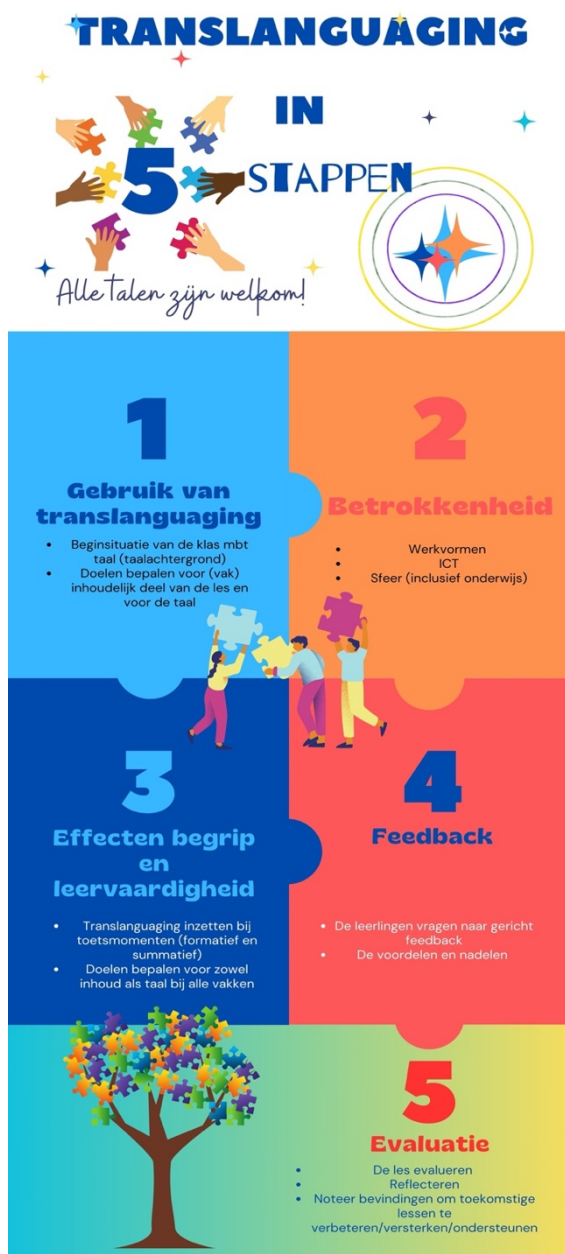 TRANSLANGUAGING
IN
5
STAPPEN
Alle talen zijn welkom!
1
Gebruik van
translanguaging
• Beginsituatie van de klas mbt
taal (taalachtergrond)
• Doelen bepalen voor (vak)
inhoudelijk deel van de les en
voor de taal
2
Betrokkenheid
• Werkvormen
• ICT
• Sfeer (inclusief onderwijs)
3
Effecten begrip
en
leervaardigheid
• Translanguaging inzetten bij
toetsmomenten (formatief en
summatief)
• Doelen bepalen voor zowel
inhoud als taal bij alle vakken
4
Feedback
• De leerlingen vragen naar gericht
feedback
• De voordelen en nadelen
5
Evaluatie
• De les evalueren
• Reflecteren
• Noteer bevindingen om toekomstige
lessen te
verbeteren/versterken/ondersteunen